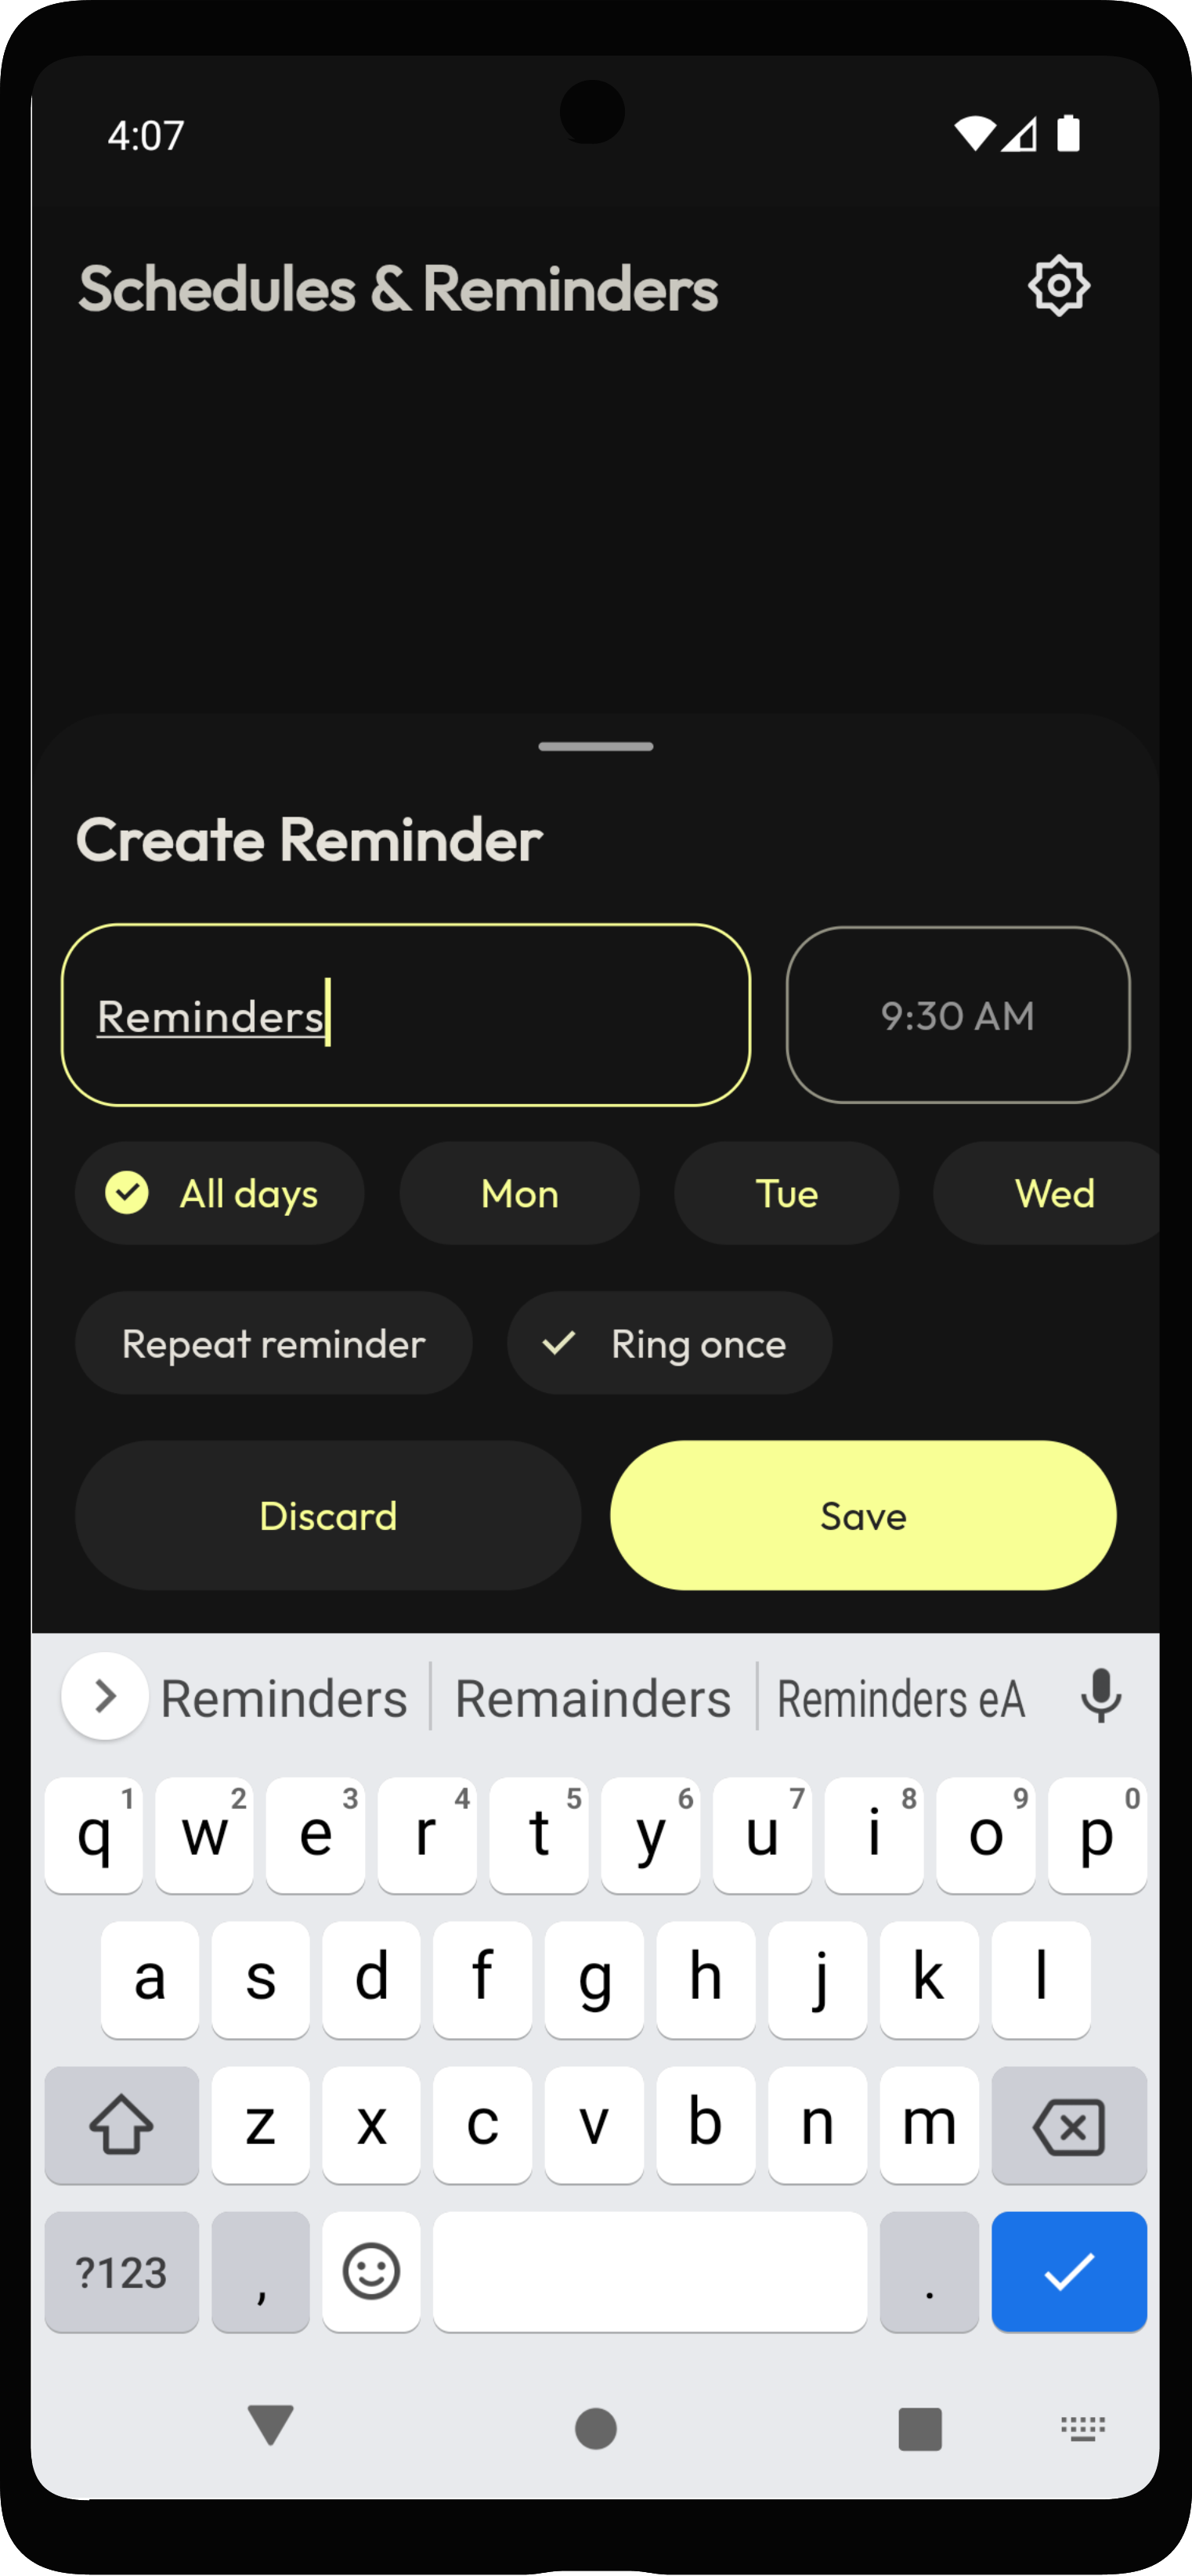 4:07
Schedules & Reminders
Create Reminder
Reminders 9:30 AM
All days Mon Tue Wed
Repeat reminder Ring once
Discard Save
Reminders Remainders Reminders eA
q 1 w 2 e 3 r 4 t 5 y 6 u 7 i 8 o 9 p 0
a s d f g h j k l
z x c v b n m
?123 , .